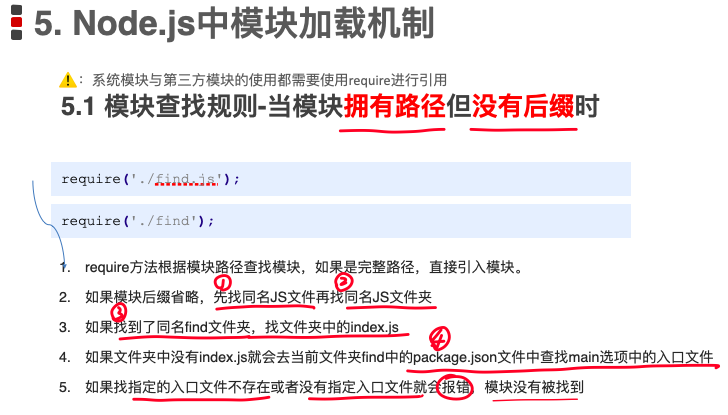 5. Node.js中模块加载机制
⚠️：系统模块与第三方模块的使用都需要使用require进行引用
5.1 模块查找规则-当模块拥有路径但没有后缀时
require('./find.js');
require('./find');
1. require方法根据模块路径查找模块，如果是完整路径，直接引入模块。
① ②
2. 如果模块后缀省略，先找同名JS文件再找同名JS文件夹
③
3. 如果找到了同名find文件夹，找文件夹中的index.js
④
4. 如果文件夹中没有index.js就会去当前文件夹find中的package.json文件中查找main选项中的入口文件
5. 如果找指定的入口文件不存在或者没有指定入口文件就会报错，模块没有被找到